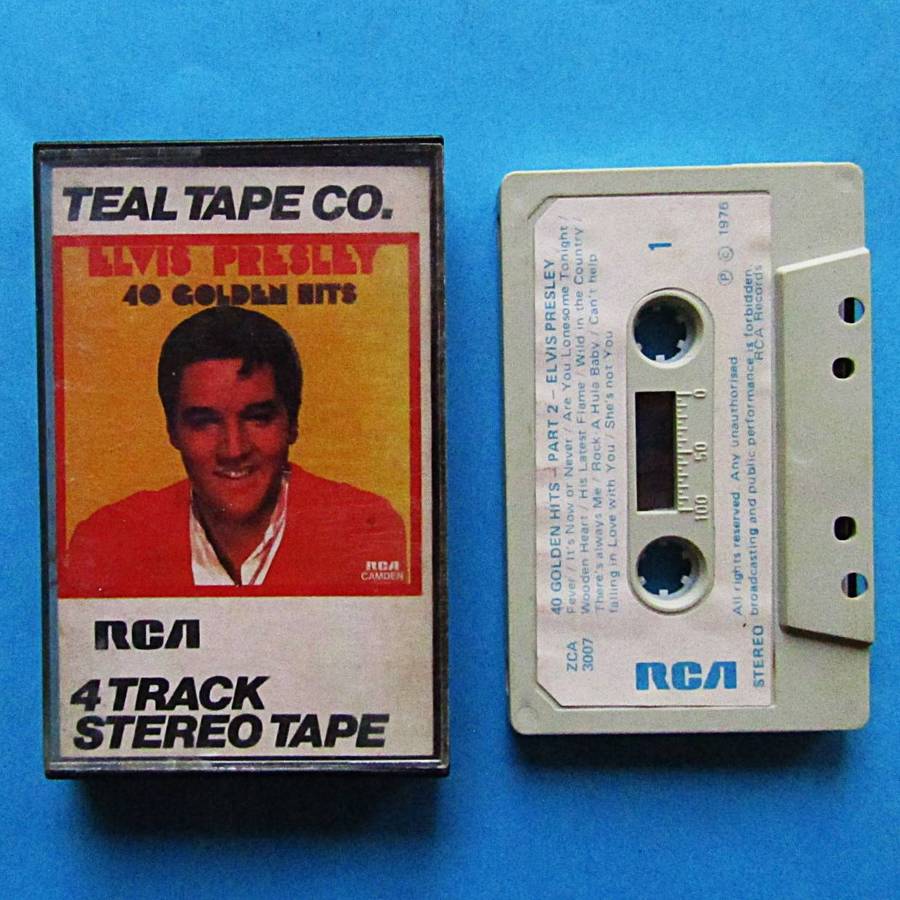 TEAL TAPE CO.
ELVIS PRESLEY
40 GOLDEN HITS
RCA
CAMDEN
RCA
4 TRACK
STEREO TAPE
1
ZCA
3007
40 GOLDEN HITS – PART 2 – ELVIS PRESLEY
Fever / It's Now or Never / Are You Lonesome Tonight /
Wooden Heart / His Latest Flame / Wild in the Country /
There's always Me / Rock-A Hula Baby / Can't help
falling in Love with You / She's not You
100 50 0
RCA
STEREO
All rights reserved. Any unauthorised
broadcasting and public performance is forbidden.
RCA Records
Ⓟ © 1976